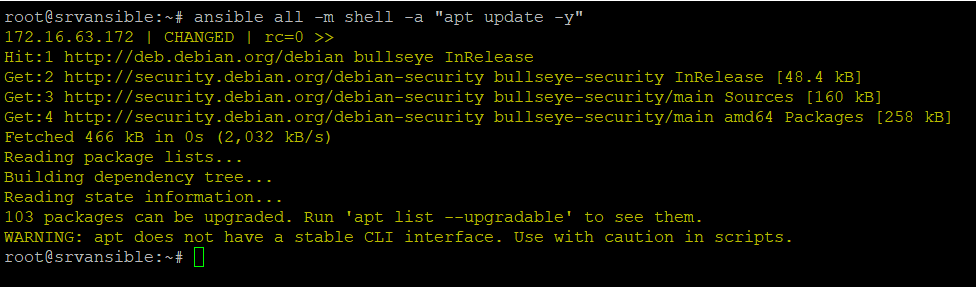 root@srvansible:~# ansible all -m shell -a "apt update -y"
172.16.63.172 | CHANGED | rc=0 >>
Hit:1 http://deb.debian.org/debian bullseye InRelease
Get:2 http://security.debian.org/debian-security bullseye-security InRelease [48.4 kB]
Get:3 http://security.debian.org/debian-security bullseye-security/main Sources [160 kB]
Get:4 http://security.debian.org/debian-security bullseye-security/main amd64 Packages [258 kB]
Fetched 466 kB in 0s (2,032 kB/s)
Reading package lists...
Building dependency tree...
Reading state information...
103 packages can be upgraded. Run 'apt list --upgradable' to see them.
WARNING: apt does not have a stable CLI interface. Use with caution in scripts.
root@srvansible:~#